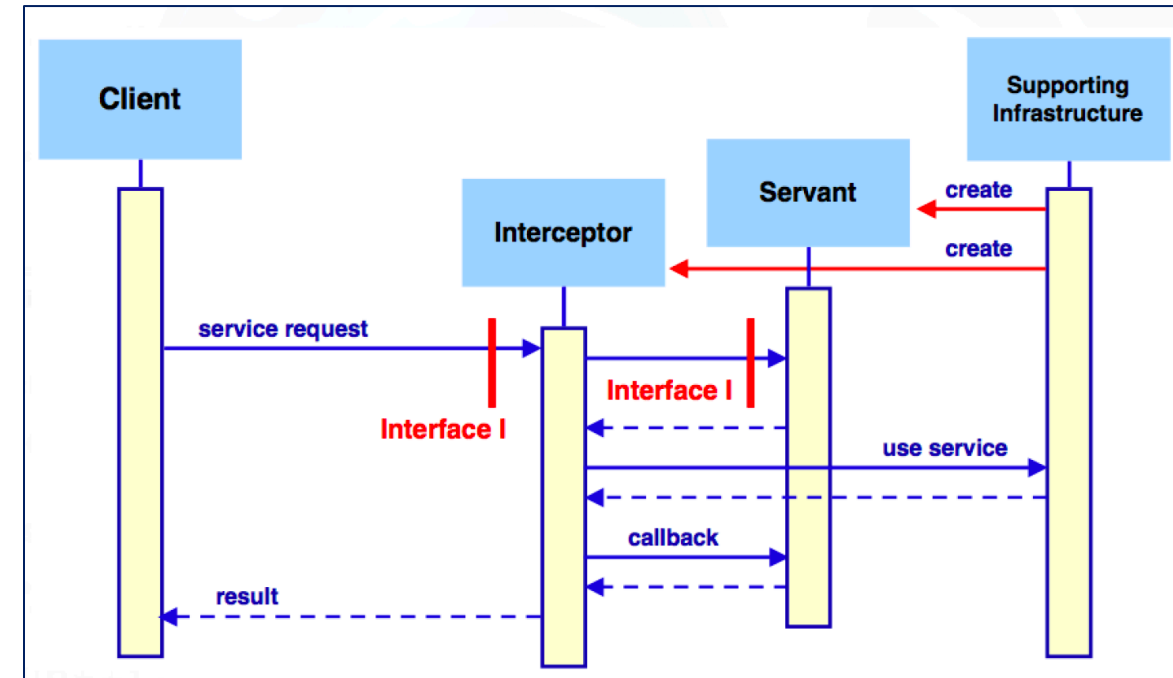 Client
Supporting
Infrastructure
Servant
create
Interceptor
create
service request
Interface I
Interface I
use service
callback
result